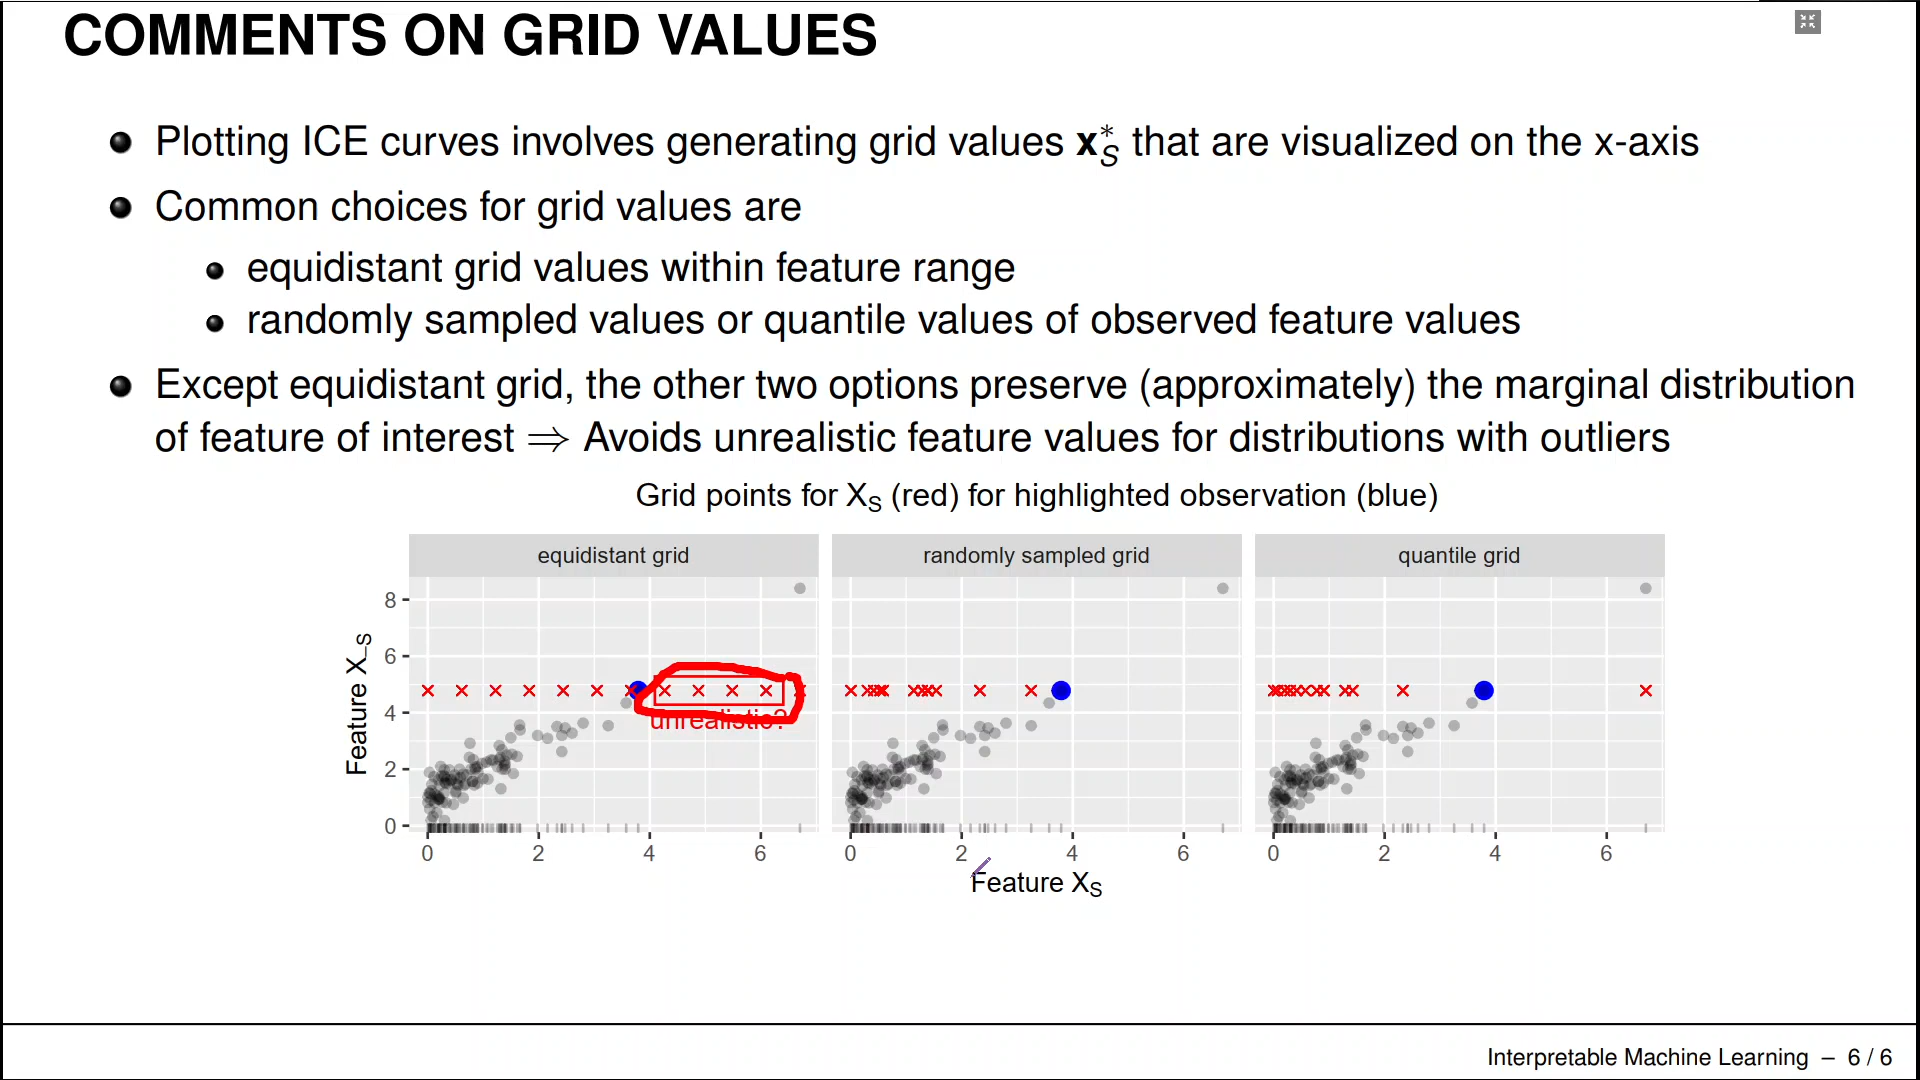 COMMENTS ON GRID VALUES
Plotting ICE curves involves generating grid values x*S that are visualized on the x-axis
Common choices for grid values are
equidistant grid values within feature range
randomly sampled values or quantile values of observed feature values
Except equidistant grid, the other two options preserve (approximately) the marginal distribution
of feature of interest ⇒ Avoids unrealistic feature values for distributions with outliers
Grid points for XS (red) for highlighted observation (blue)
equidistant grid randomly sampled grid quantile grid
Feature X_S
8
6
4
2
0
unrealistic?
0 2 4 6 0 2 4 6 0 2 4 6
Feature XS
Interpretable Machine Learning – 6 / 6